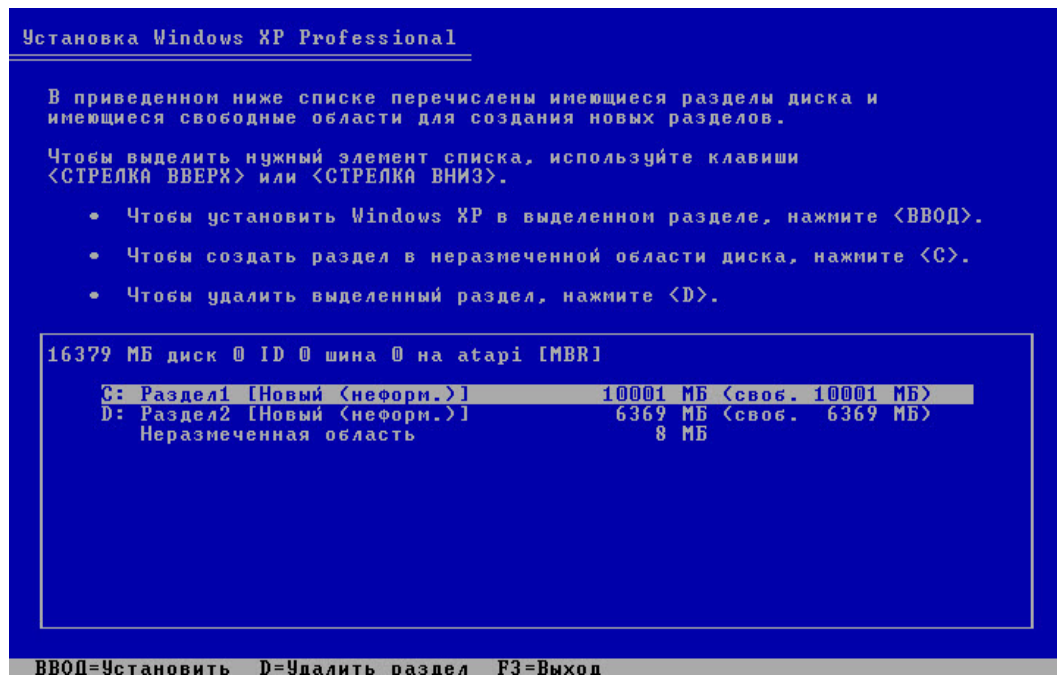 Установка Windows XP Professional
В приведенном ниже списке перечислены имеющиеся разделы диска и
имеющиеся свободные области для создания новых разделов.
Чтобы выделить нужный элемент списка, используйте клавиши
<СТРЕЛКА ВВЕРХ> или <СТРЕЛКА ВНИЗ>.
• Чтобы установить Windows XP в выделенном разделе, нажмите <ВВОД>.
• Чтобы создать раздел в неразмеченной области диска, нажмите <C>.
• Чтобы удалить выделенный раздел, нажмите <D>.
16379 МБ диск 0 ID 0 шина 0 на atapi [MBR]
C: Раздел1 [Новый (неформ.)] 10001 МБ (своб. 10001 МБ)
D: Раздел2 [Новый (неформ.)] 6369 МБ (своб. 6369 МБ)
Неразмеченная область 8 МБ
ВВОД=Установить D=Удалить раздел F3=Выход